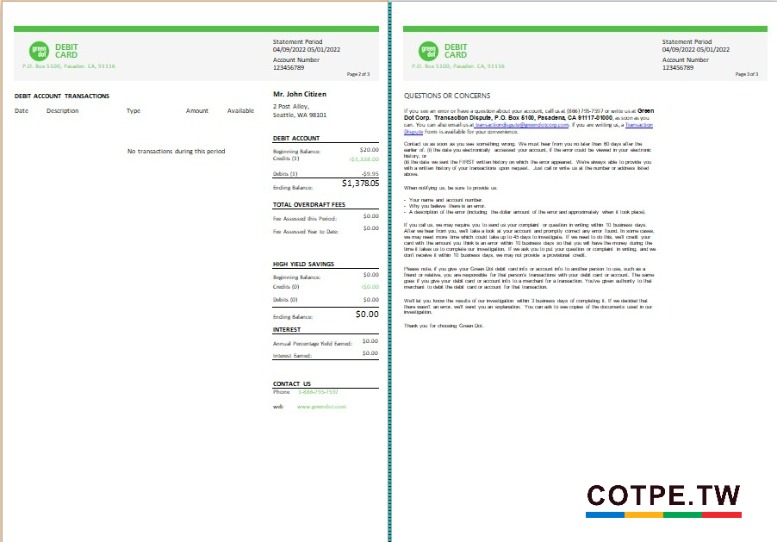 green dot
DEBIT
CARD
P.O. Box 5100, Pasaden. CA, 91116
Statement Period
04/09/2022 05/01/2022
Account Number
123456789
Page 2 of 3
DEBIT ACCOUNT TRANSACTIONS
Date Description Type Amount Available
No transactions during this period
Mr. John Citizen
2 Post Alley,
Seattle, WA 98101
DEBIT ACCOUNT
Beginning Balance: $20.00
Credits (3)
Debits (3) -$5.95
Ending Balance: $1,378.05
TOTAL OVERDRAFT FEES
Fee Assessed this Period: $0.00
Fee Assessed Year to Date: $0.00
HIGH YIELD SAVINGS
Beginning Balance: $0.00
Credits (0) -$0.00
Debits (0) $0.00
Ending Balance: $0.00
INTEREST
Annual Percentage Yield Earned: $0.00
Interest Earned: $0.00
CONTACT US
Phone
web www.greendot.com
green dot
DEBIT
CARD
P.O. Box 5100, Pasaden. CA, 91116
Statement Period
04/09/2022 05/01/2022
Account Number
123456789
Page 3 of 3
QUESTIONS OR CONCERNS
If you see an error or have a question about your account, call us at (866) 795-7597 or write us at Green
Dot Corp. Transaction Dispute, P.O. Box 5100, Pasadena, CA 91117-01000, as soon as you
can. You can also email us at transactiondispute@greendotcorp.com. If you are writing us, a Transaction
Dispute form is available for your convenience.
Contact us as soon as you see something wrong. We must hear from you no later than 60 days after the
earlier of: (i) the date you electronically accessed your account, if the error could be viewed in your electronic
history, or
(ii) the date we sent the FIRST written history on which the error appeared. We're always able to provide you
with a written history of your transactions upon request. Just call or write us at the number or address listed
above.
When notifying us, be sure to provide us:
- Your name and account number.
- Why you believe there is an error.
- A description of the error (including the dollar amount of the error and approximately when it took place).
If you call us, we may require you to send us your complaint or question in writing within 10 business days.
After we hear from you, we'll take a look at your account and promptly correct any error found. In some cases,
we may need more time which could take up to 45 days to investigate. If we need to do this, we'll credit your
card with the amount you think is an error within 10 business days so that you will have the money during the
time it takes us to complete our investigation. If we ask you to put your complaint or question in writing, and we
don't receive it within 10 business days, we may not provide a provisional credit.
Please note, if you give your Green Dot debit card info or account info to another person to use, such as a
friend or relative, you are responsible for that person's transactions with your debit card or account. The same
goes if you give your card or account info to a merchant for a transaction. You've given authority to that
merchant to debit the debit card or account for that transaction.
We'll let you know the results of our investigation within 3 business days of completing it. If we decided that
there wasn't an error, we'll send you an explanation. You can ask to see copies of the documents used in our
investigation.
Thank you for choosing Green Dot.
COTPE.TW